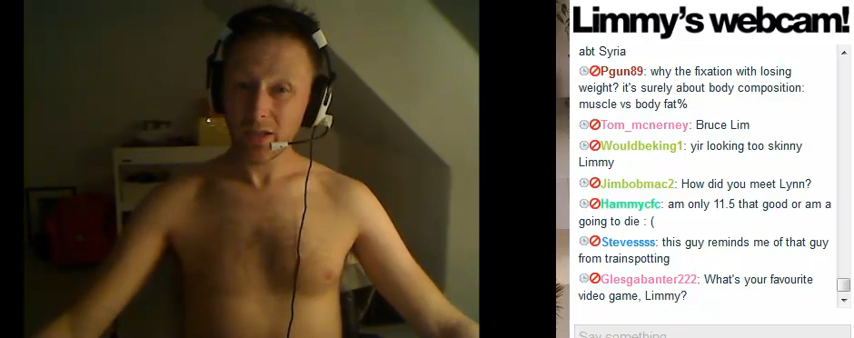 Limmy's webcam!
abt Syria
Pgun89: why the fixation with losing
weight? it's surely about body composition:
muscle vs body fat%
Tom_mcnerney: Bruce Lim
Wouldbeking1: yir looking too skinny
Limmy
Jimbobmac2: How did you meet Lynn?
Hammycfc: am only 11.5 that good or am a
going to die : (
Stevessss: this guy reminds me of that guy
from trainspotting
Glesgabanter222: What's your favourite
video game, Limmy?
Say something